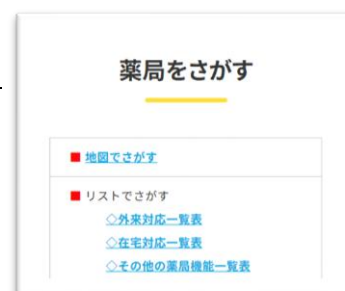 薬局をさがす
■ 地図でさがす
■ リストでさがす
◇外来対応一覧表
◇在宅対応一覧表
◇その他の薬局機能一覧表